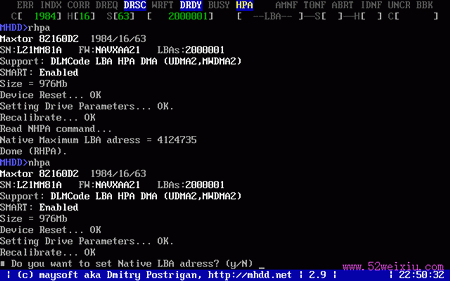 ERR INDX CORR DREQ DRSC WRFT DRDY BUSY HPA AMNF TONF ABRT IDNF UNCR BBK
C[ 1984] H[16] S[63] [ 2000001] [ --LBA-- ]--S[ ]--H[ ] C[ ]
MHDD>rhpa
Maxtor 82160D2 1984/16/63
SN:L21MM81A FW:NAVXAA21 LBAs:2000001
Support: DLMCode LBA HPA DMA (UDMA2,MWDMA2)
SMART: Enabled
Size = 976Mb
Device Reset... OK
Setting Drive Parameters... OK.
Recalibrate... OK
Read NHPA command...
Native Maximum LBA adress = 4124735
Done (RHPA).
MHDD>nhpa
Maxtor 82160D2 1984/16/63
SN:L21MM81A FW:NAVXAA21 LBAs:2000001
Support: DLMCode LBA HPA DMA (UDMA2,MWDMA2)
SMART: Enabled
Size = 976Mb
Device Reset... OK
Setting Drive Parameters... OK.
Recalibrate... OK
Do you want to set Native LBA adress? (y/N) _
www.52weixiu.com
| (c) maysoft aka Dmitry Postrigan, http://mhdd.net | 2.9 | | 22:50:32